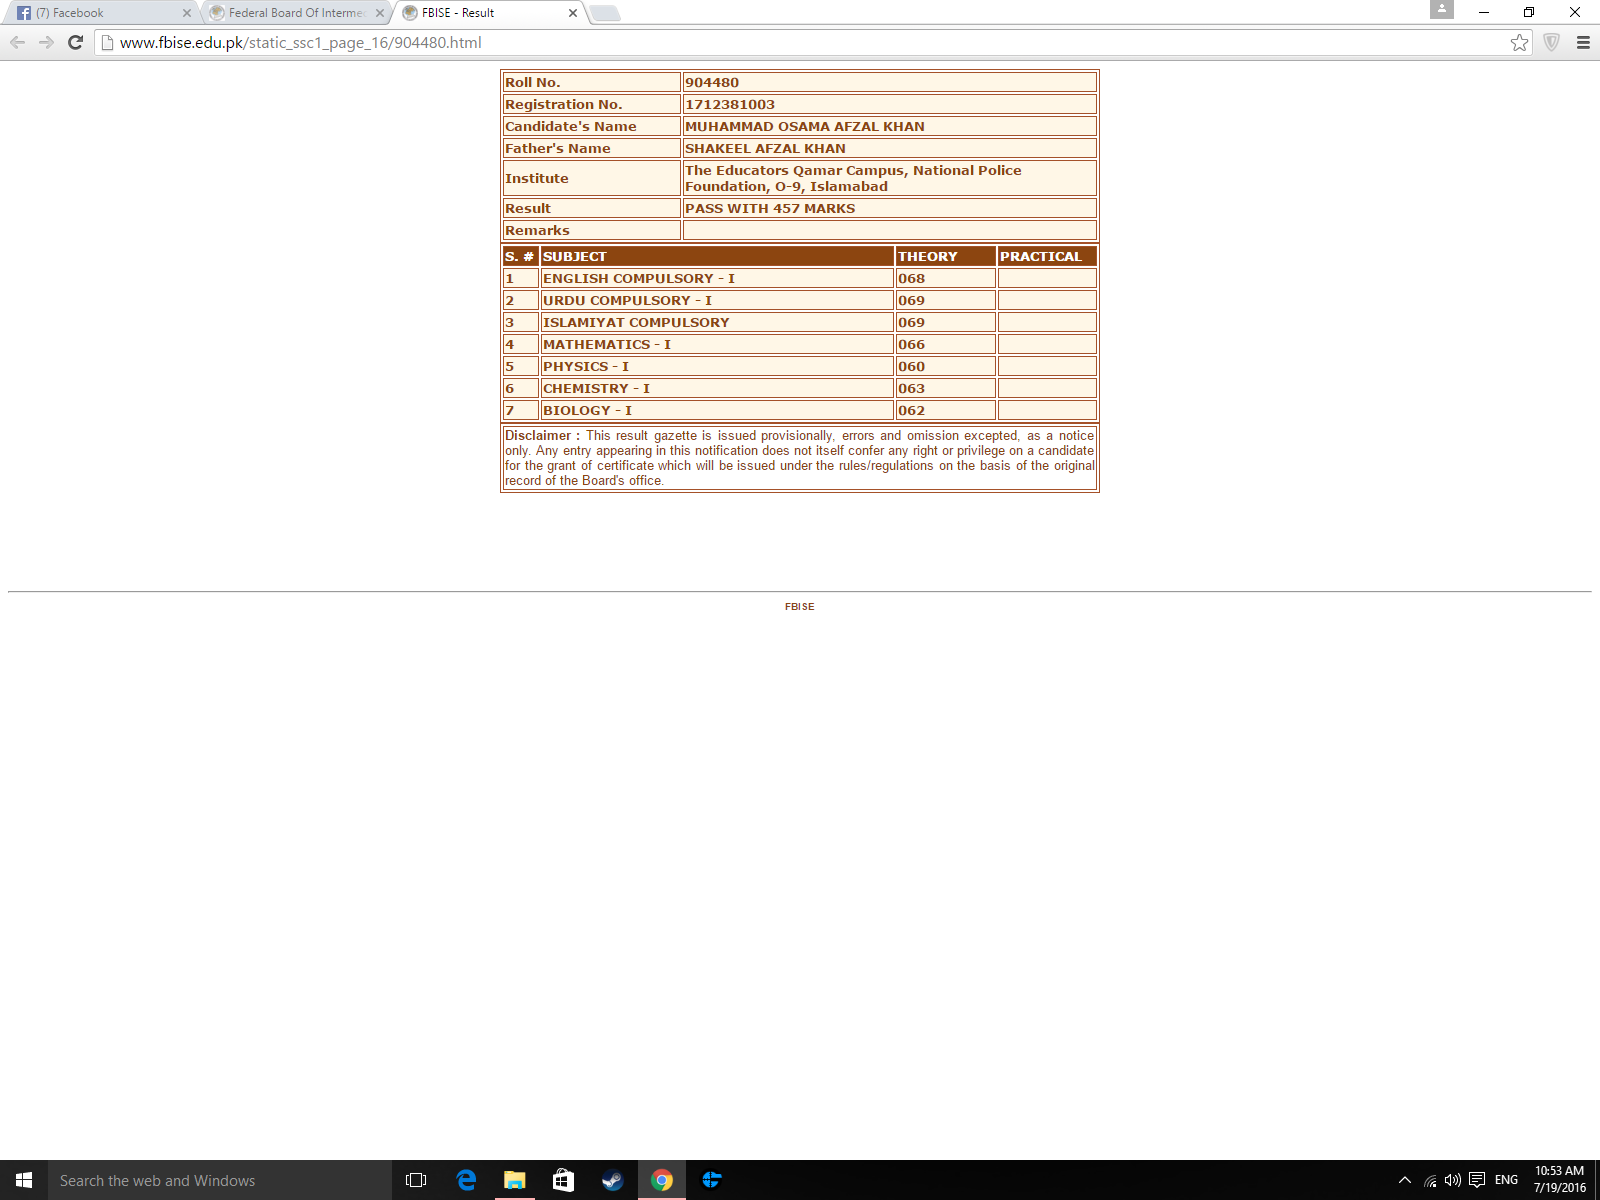 (7) Facebook
Federal Board Of Interme
FBISE - Result
www.fbise.edu.pk/static_ssc1_page_16/904480.html
Roll No. 904480
Registration No. 1712381003
Candidate's Name MUHAMMAD OSAMA AFZAL KHAN
Father's Name SHAKEEL AFZAL KHAN
Institute The Educators Qamar Campus, National Police
Foundation, O-9, Islamabad
Result PASS WITH 457 MARKS
Remarks
S. # SUBJECT THEORY PRACTICAL
1 ENGLISH COMPULSORY - I 068
2 URDU COMPULSORY - I 069
3 ISLAMIYAT COMPULSORY 069
4 MATHEMATICS - I 066
5 PHYSICS - I 060
6 CHEMISTRY - I 063
7 BIOLOGY - I 062
Disclaimer : This result gazette is issued provisionally, errors and omission excepted, as a notice
only. Any entry appearing in this notification does not itself confer any right or privilege on a candidate
for the grant of certificate which will be issued under the rules/regulations on the basis of the original
record of the Board's office.
FBISE
Search the web and Windows
ENG
10:53 AM
7/19/2016